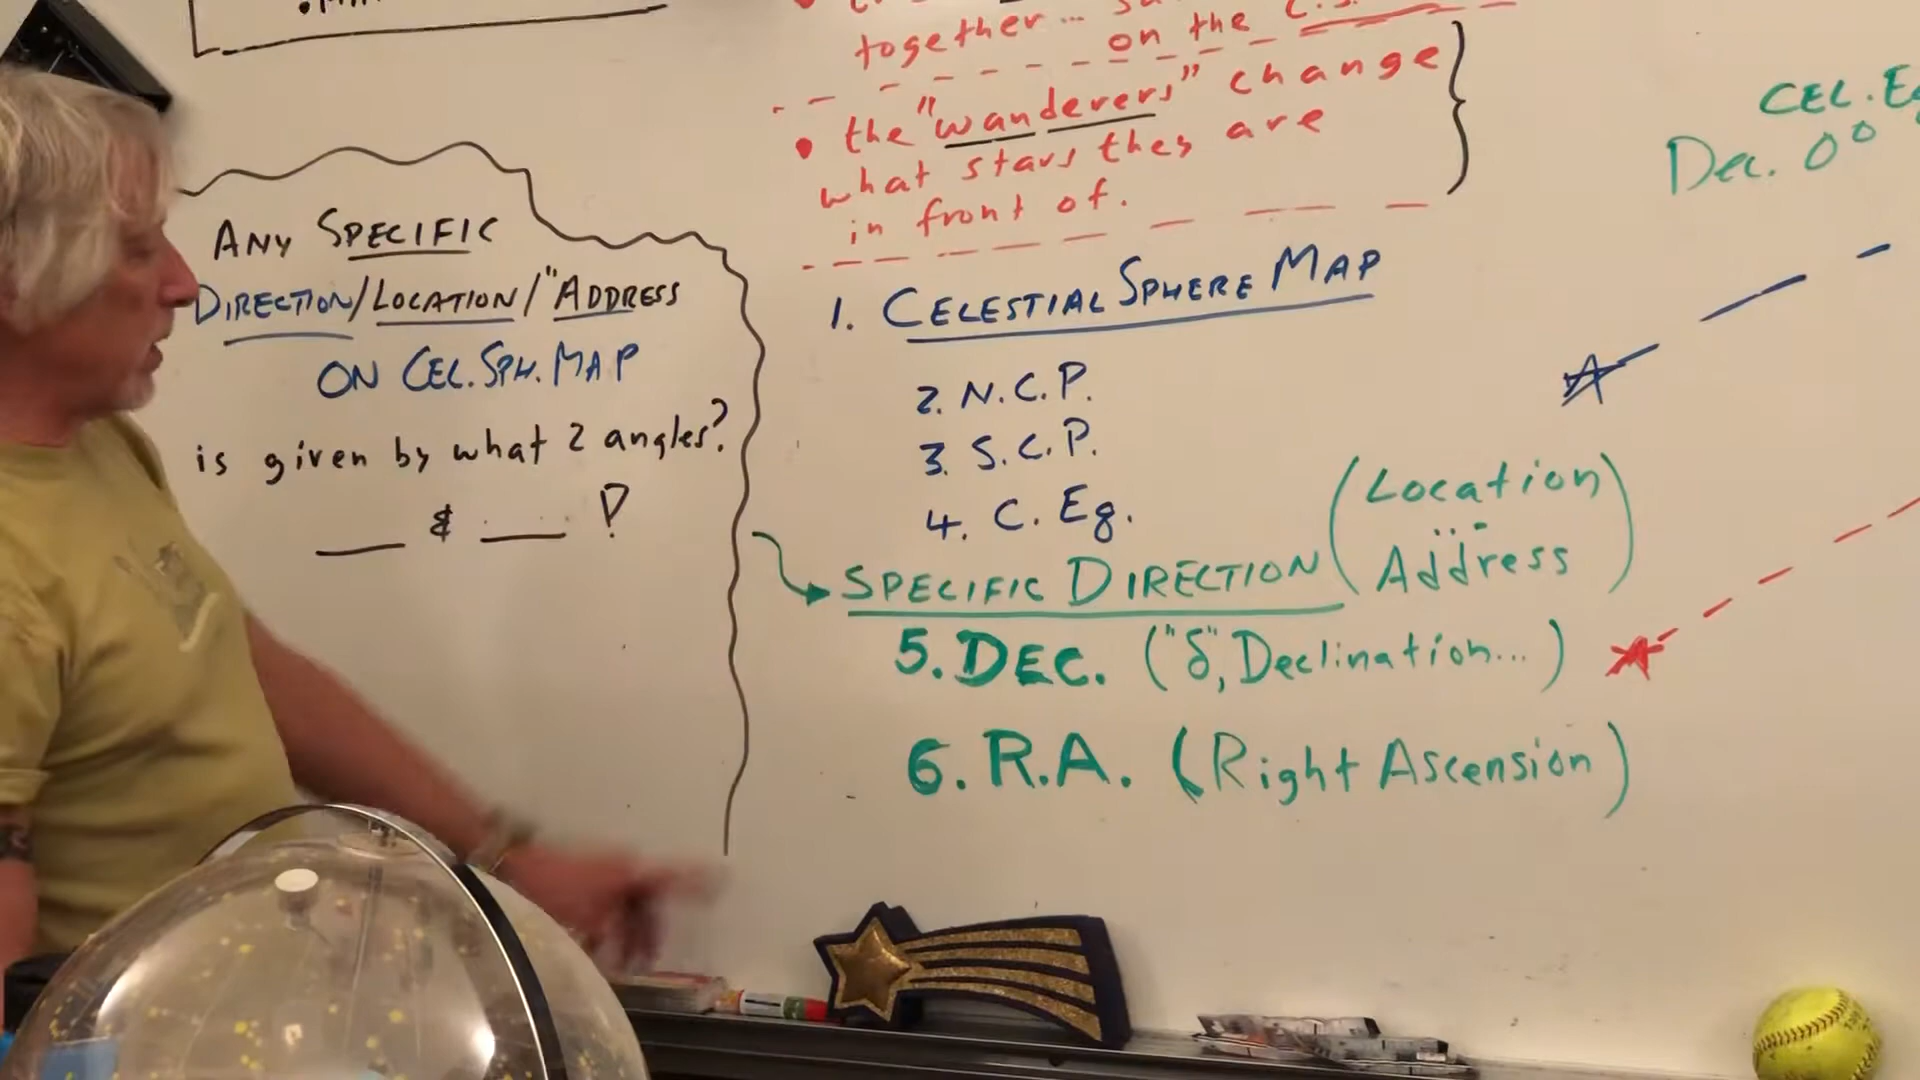 together...
on the C.S.
• the "wanderers" change
what stars they are
in front of.
ANY SPECIFIC
DIRECTION/LOCATION/"ADDRESS
ON CEL.SPH.MAP
is given by what 2 angles?
___ & ___ ?
1. CELESTIAL SPHERE MAP
2. N.C.P.
3. S.C.P.
4. C. Eq.
SPECIFIC DIRECTION (Location
Address)
5. DEC. ("δ", Declination...)
6. R.A. (Right Ascension)
CEL. Eq
Dec. 0°